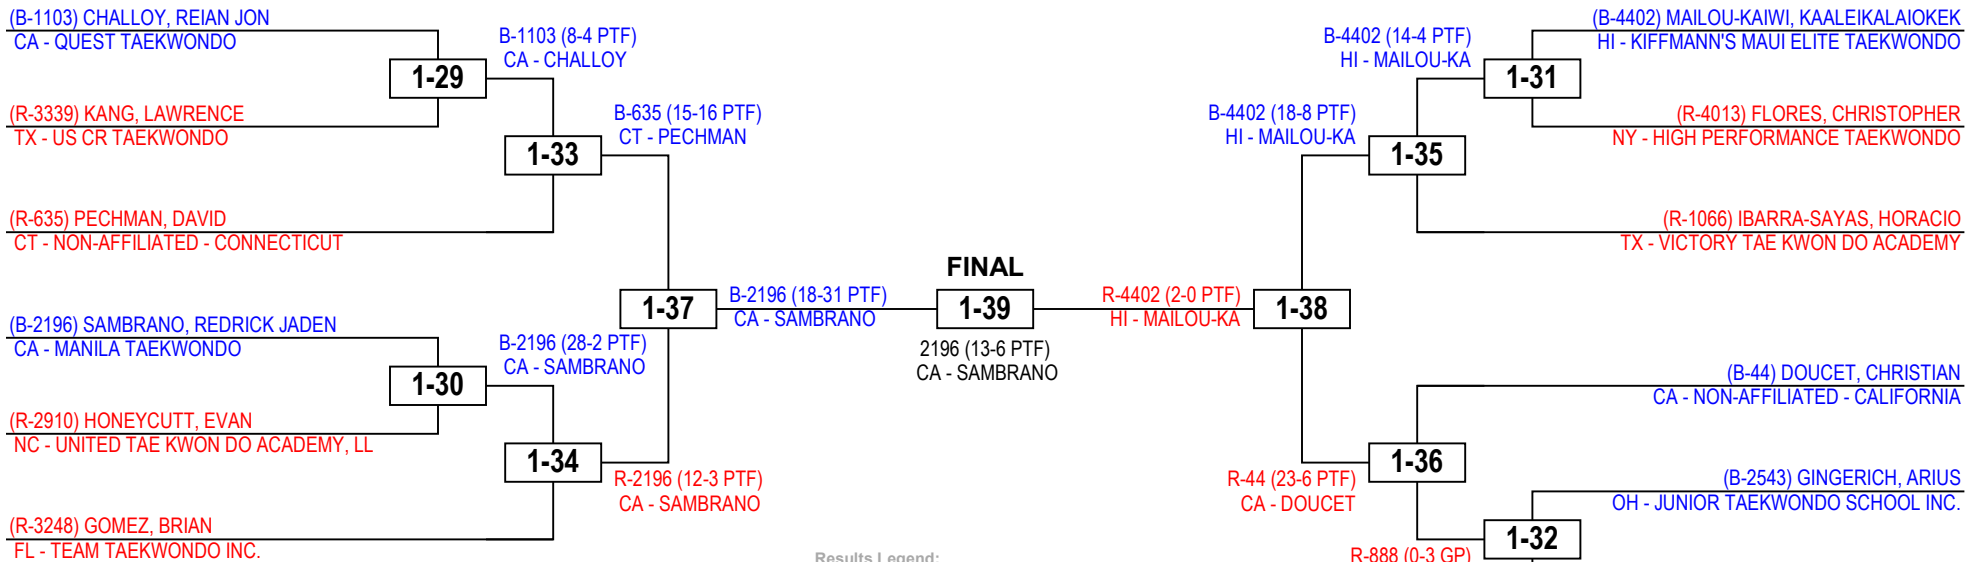 (B-1103) CHALLOY, REIAN JON
CA - QUEST TAEKWONDO
1-29
(R-3339) KANG, LAWRENCE
TX - US CR TAEKWONDO
B-1103 (8-4 PTF)
CA - CHALLOY
1-33
(R-635) PECHMAN, DAVID
CT - NON-AFFILIATED - CONNECTICUT
B-635 (15-16 PTF)
CT - PECHMAN
1-37
(B-2196) SAMBRANO, REDRICK JADEN
CA - MANILA TAEKWONDO
1-30
(R-2910) HONEYCUTT, EVAN
NC - UNITED TAE KWON DO ACADEMY, LL
B-2196 (28-2 PTF)
CA - SAMBRANO
1-34
(R-3248) GOMEZ, BRIAN
FL - TEAM TAEKWONDO INC.
R-2196 (12-3 PTF)
CA - SAMBRANO
B-2196 (18-31 PTF)
CA - SAMBRANO
FINAL
1-39
2196 (13-6 PTF)
CA - SAMBRANO
R-4402 (2-0 PTF)
HI - MAILOU-KA
1-38
B-4402 (18-8 PTF)
HI - MAILOU-KA
1-35
B-4402 (14-4 PTF)
HI - MAILOU-KA
1-31
(B-4402) MAILOU-KAIWI, KAALEIKALAIOKEK
HI - KIFFMANN'S MAUI ELITE TAEKWONDO
(R-4013) FLORES, CHRISTOPHER
NY - HIGH PERFORMANCE TAEKWONDO
(R-1066) IBARRA-SAYAS, HORACIO
TX - VICTORY TAE KWON DO ACADEMY
(B-44) DOUCET, CHRISTIAN
CA - NON-AFFILIATED - CALIFORNIA
1-36
R-44 (23-6 PTF)
CA - DOUCET
(B-2543) GINGERICH, ARIUS
OH - JUNIOR TAEKWONDO SCHOOL INC.
1-32
R-888 (0-3 GP)
Results Legend: